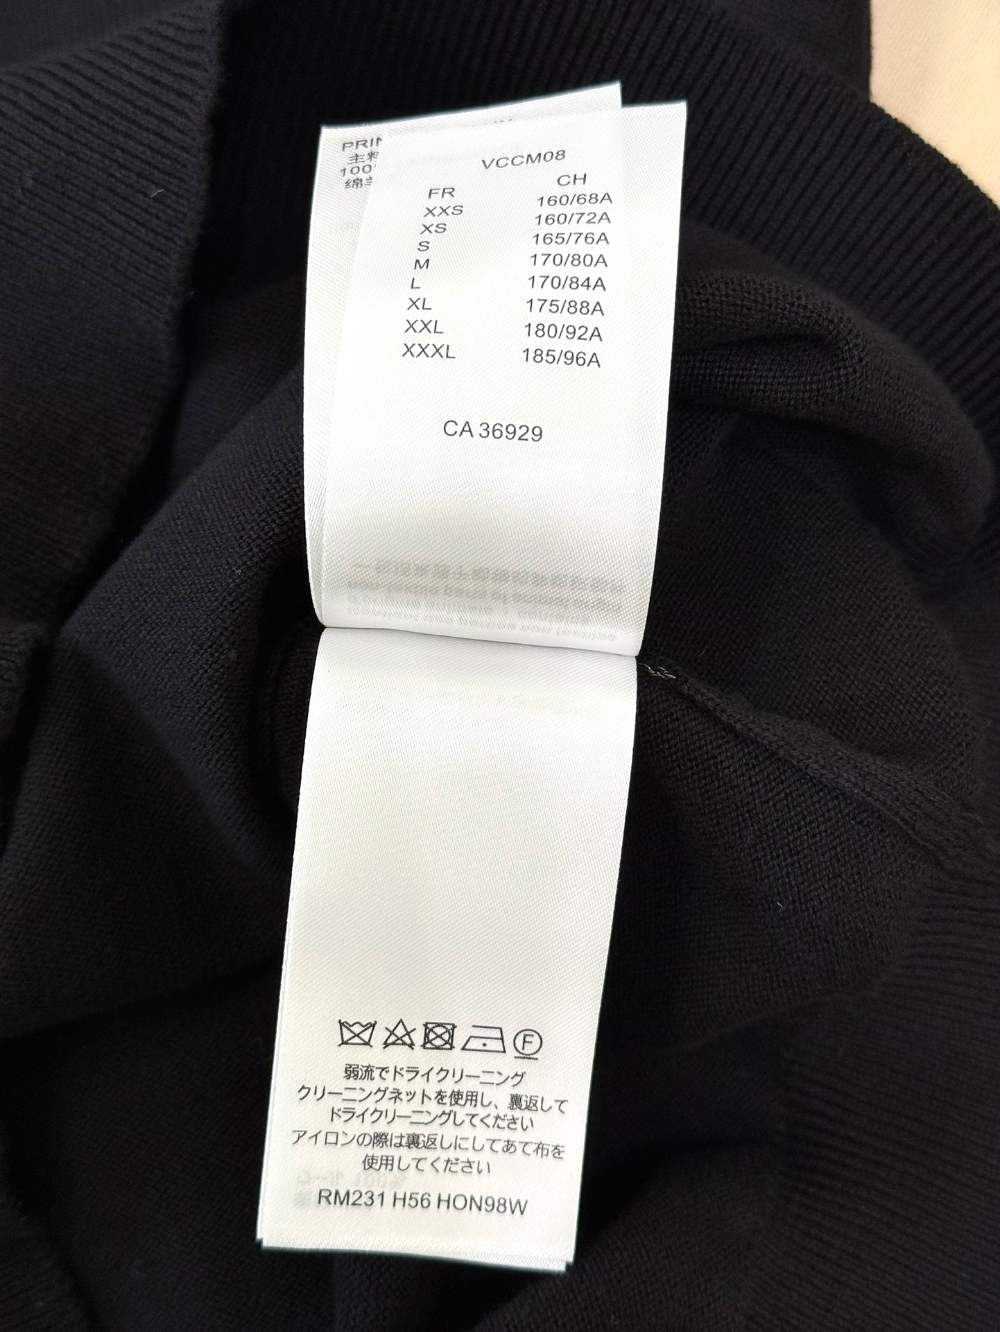 PRIN
主
100
绵羊
VCCM08
FR CH
XXS 160/68A
XS 160/72A
S 165/76A
M 170/80A
L 170/84A
XL 175/88A
XXL 180/92A
XXXL 185/96A
CA 36929
F
弱流でドライクリーニング
クリーニングネットを使用し、裏返して
ドライクリーニングしてください
アイロンの際は裏返しにしてあて布を
使用してください
RM231 H56 HON98W